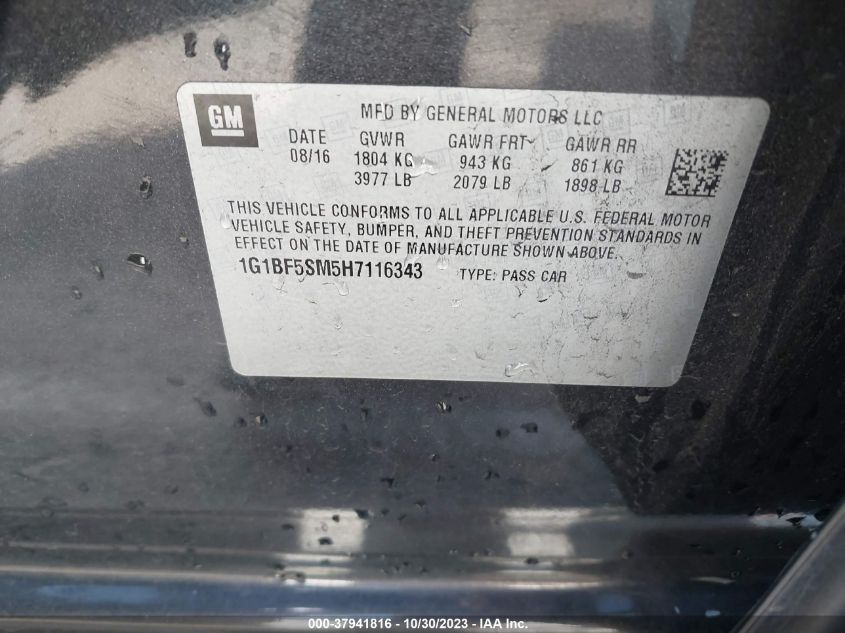 GM
MFD BY GENERAL MOTORS LLC
DATE GVWR GAWR FRT GAWR RR
08/16 1804 KG 943 KG 861 KG
3977 LB 2079 LB 1898 LB
THIS VEHICLE CONFORMS TO ALL APPLICABLE U.S. FEDERAL MOTOR
VEHICLE SAFETY, BUMPER, AND THEFT PREVENTION STANDARDS IN
EFFECT ON THE DATE OF MANUFACTURE SHOWN ABOVE.
1G1BF5SM5H7116343 TYPE: PASS CAR
000-37941816 - 10/30/2023 - IAA Inc.